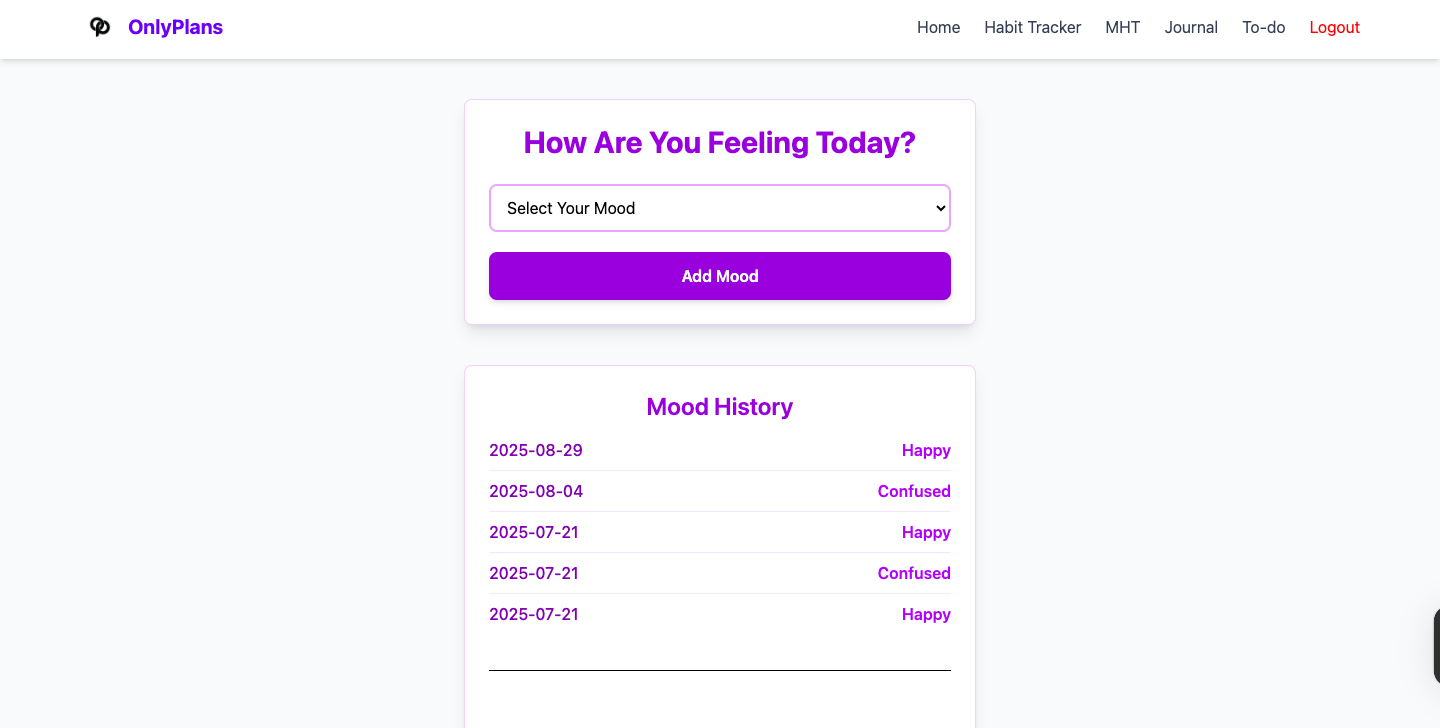 OnlyPlans
Home Habit Tracker MHT Journal To-do Logout
How Are You Feeling Today?
Select Your Mood
Add Mood
Mood History
2025-08-29 Happy
2025-08-04 Confused
2025-07-21 Happy
2025-07-21 Confused
2025-07-21 Happy